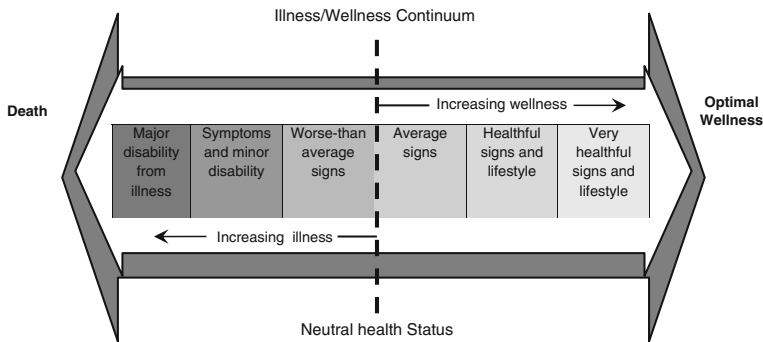 Illness/Wellness Continuum
Death
Increasing wellness
Optimal
Wellness
Major
disability
from
illness
Symptoms
and minor
disability
Worse-than
average
signs
Average
signs
Healthful
signs and
lifestyle
Very
healthful
signs and
lifestyle
Increasing illness
Neutral health Status